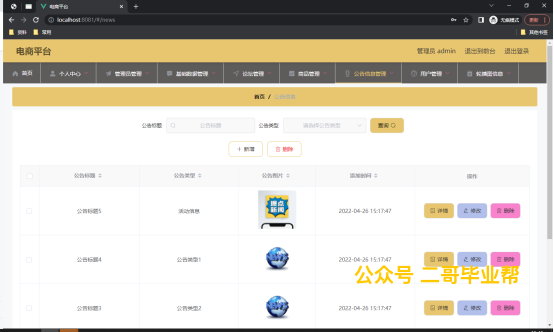 电商平台
localhost:8081/#/news
无痕模式
更新
资料
常用
其他书签
电商平台
管理员 admin
退出到前台
退出登录
首页
个人中心
管理员管理
基础数据管理
论坛管理
商品管理
公告信息管理
用户管理
轮播图信息
首页 / 公告信息
公告标题
公告标题
公告类型
请选择公告类型
查询
+ 新增
删除
公告标题
公告类型
公告图片
添加时间
操作
公告标题5
活动信息
2022-04-26 15:17:47
详情
修改
删除
公告标题4
公告类型1
2022-04-26 15:17:47
详情
修改
删除
公众号 二哥毕业帮
公告标题3
公告类型2
2022-04-26 15:17:47
详情
修改
删除